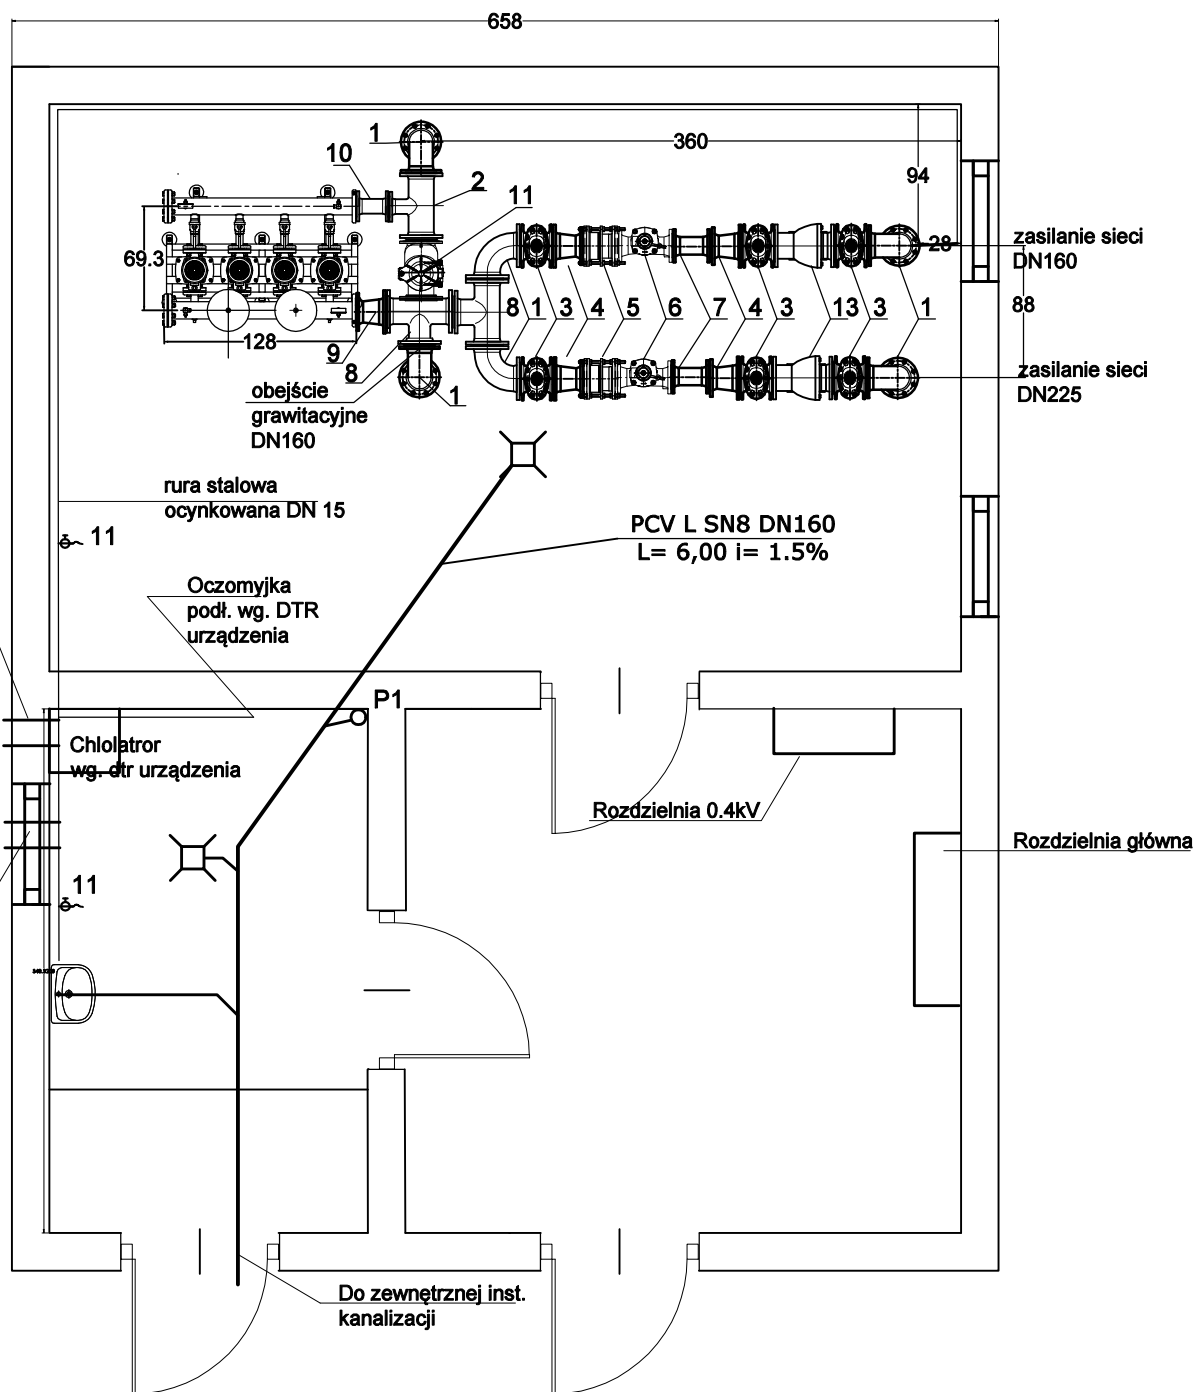 658
1
360
10
2
11
94
28
zasilanie sieci
DN160
69.3
8 1 3 4 5 6 7 4 3 13 3 1
88
128
9
8
1
zasilanie sieci
DN225
obejście
grawitacyjne
DN160
rura stalowa
ocynkowana DN 15
11
PCV L SN8 DN160
L= 6,00 i= 1.5%
Oczomyjka
podł. wg. DTR
urządzenia
P1
Chlolatror
wg. dtr urządzenia
Rozdzielnia 0.4kV
Rozdzielnia główna
11
Do zewnętrznej inst.
kanalizacji